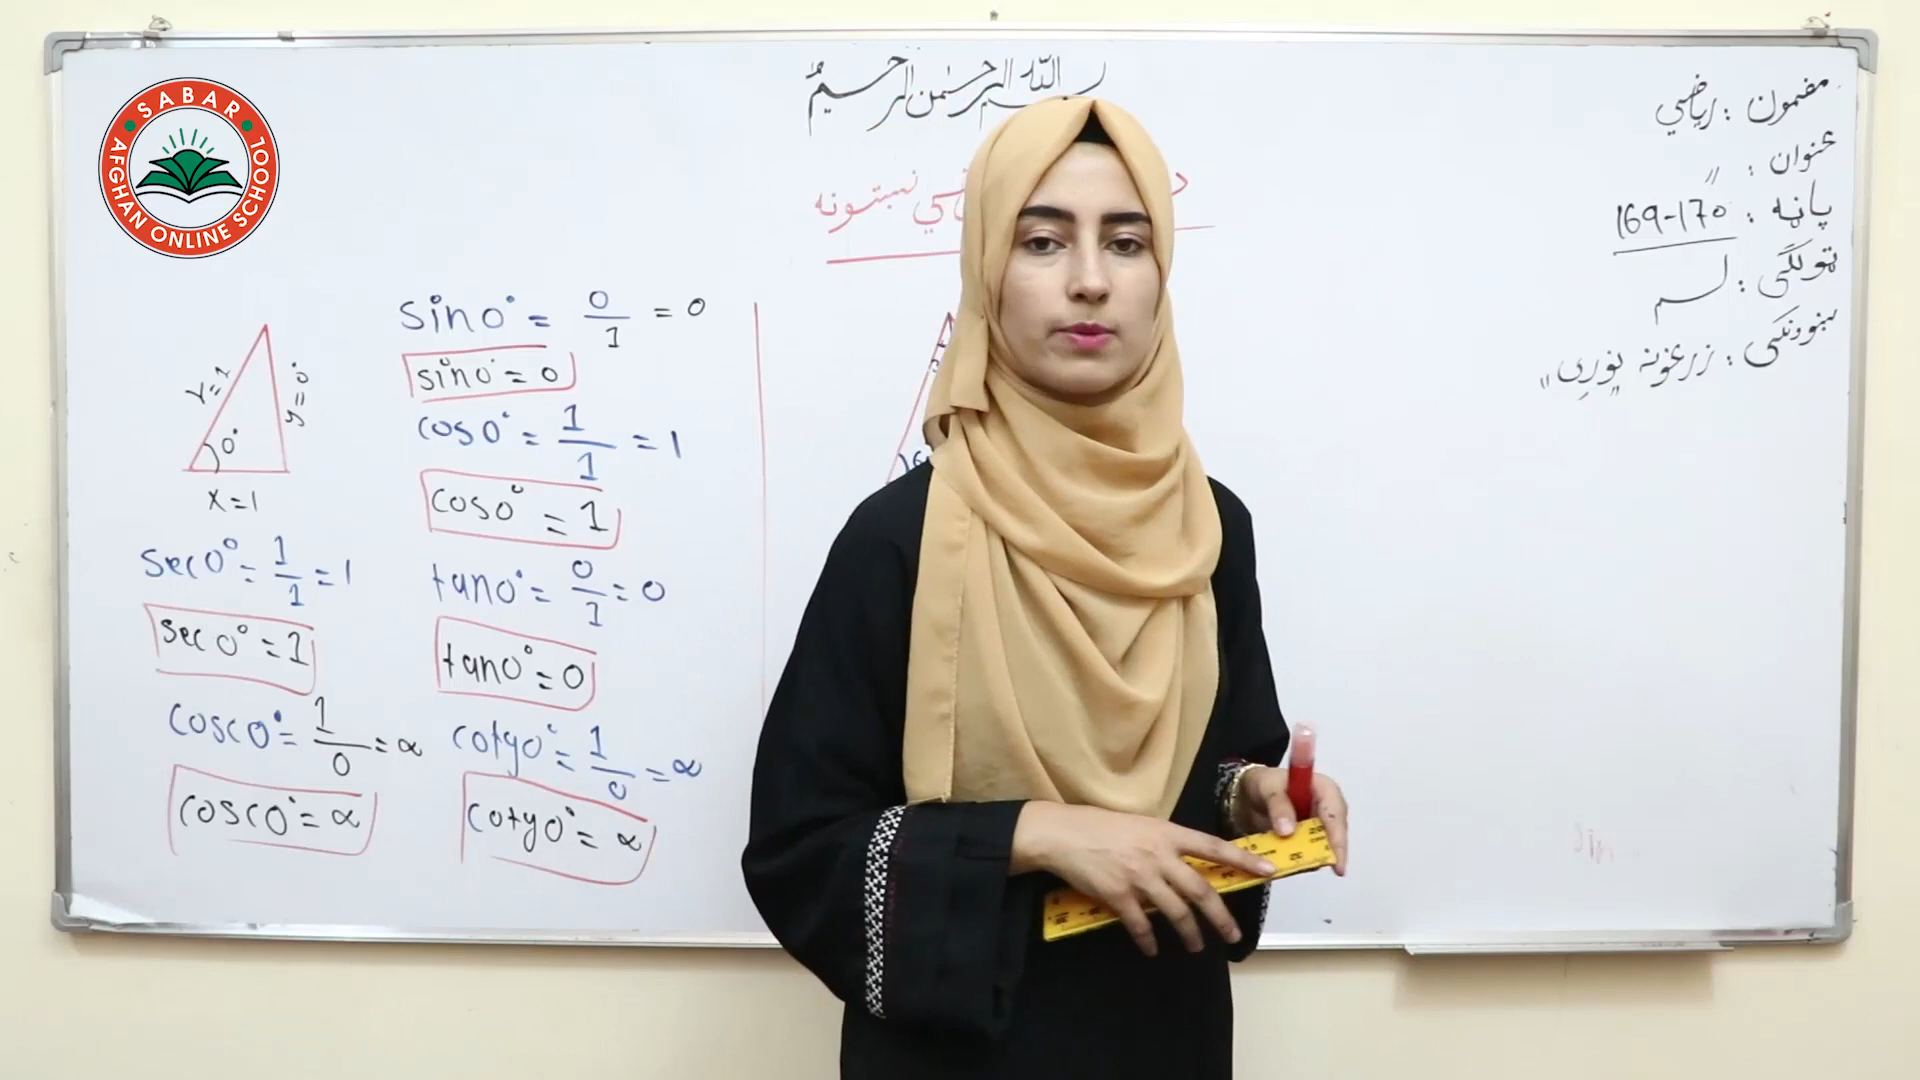 SABAR
AFGHAN ONLINE SCHOOL
بسم الله الرحمن الرحیم
نسبتونه
مضمون : ریاضي
عنوان : "
پاڼه : 169-170
ټولګی : لسم
ښوونکی : زرغونه نوري
r=1
y=0°
0°
x=1
sin0° = 0/1 = 0
sin0° = 0
cos0° = 1/1 = 1
cos0° = 1
tan0° = 0/1 = 0
tan0° = 0
cotg0° = 1/0 = ∝
cotg0° = ∝
sec0° = 1/1 = 1
sec0° = 1
cosc0° = 1/0 = ∝
cosc0° = ∝